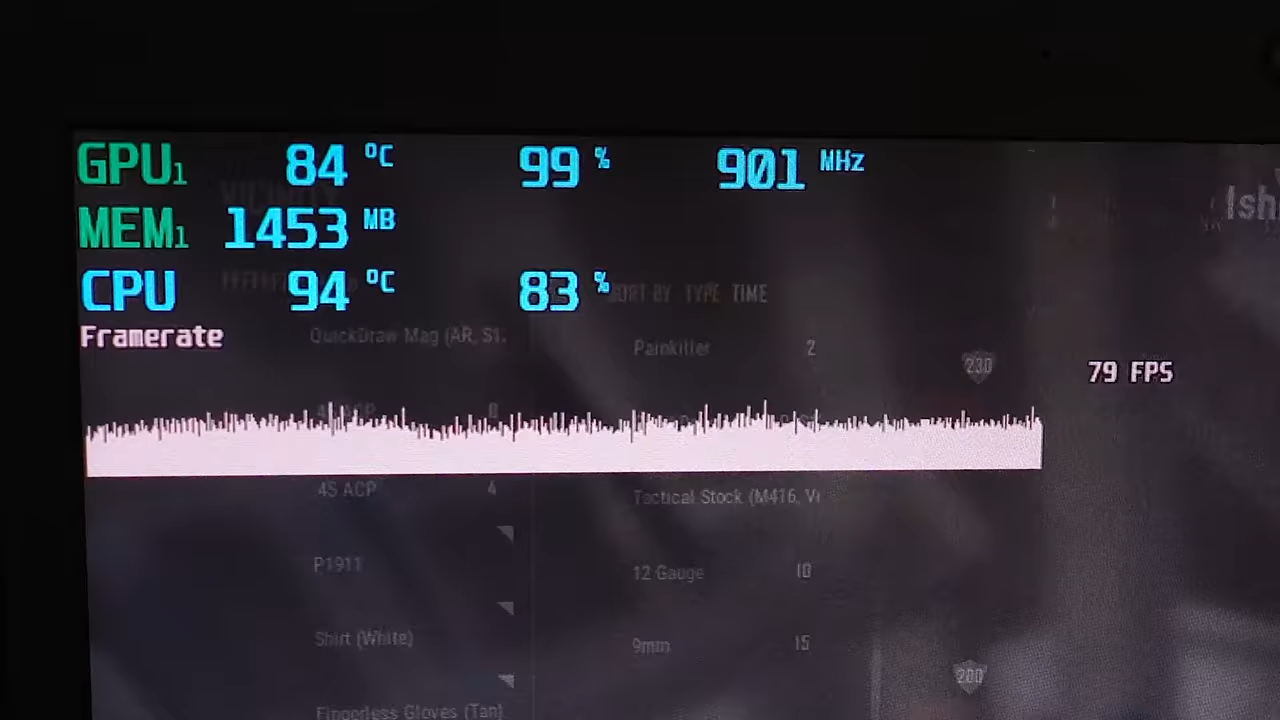 GPU1 84 °C 99 % 901 MHz
MEM1 1453 MB
CPU 94 °C 83 %
SORT BY TYPE TIME
Framerate
QuickDraw Mag (AR, S1.
Painkiller 2
230
79 FPS
45 ACP 4
Tactical Stock (M416, V
P1911
12 Gauge 10
Shirt (White)
9mm 15
200
Fingerless Gloves (Tan)